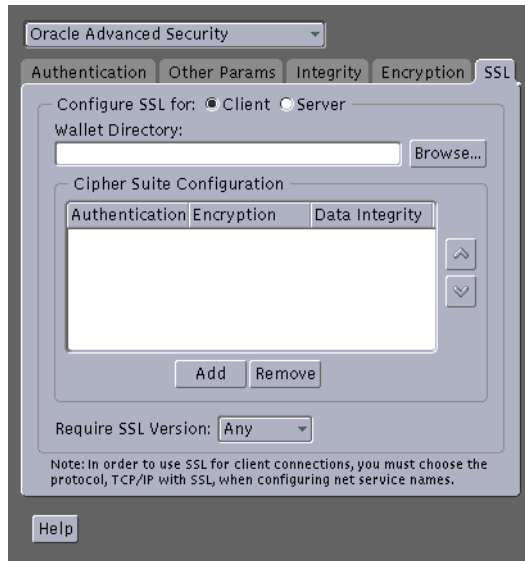 Oracle Advanced Security
Authentication Other Params Integrity Encryption SSL
Configure SSL for: Client Server
Wallet Directory:
Browse...
Cipher Suite Configuration
Authentication Encryption Data Integrity
Add Remove
Require SSL Version: Any
Note: In order to use SSL for client connections, you must choose the
protocol, TCP/IP with SSL, when configuring net service names.
Help